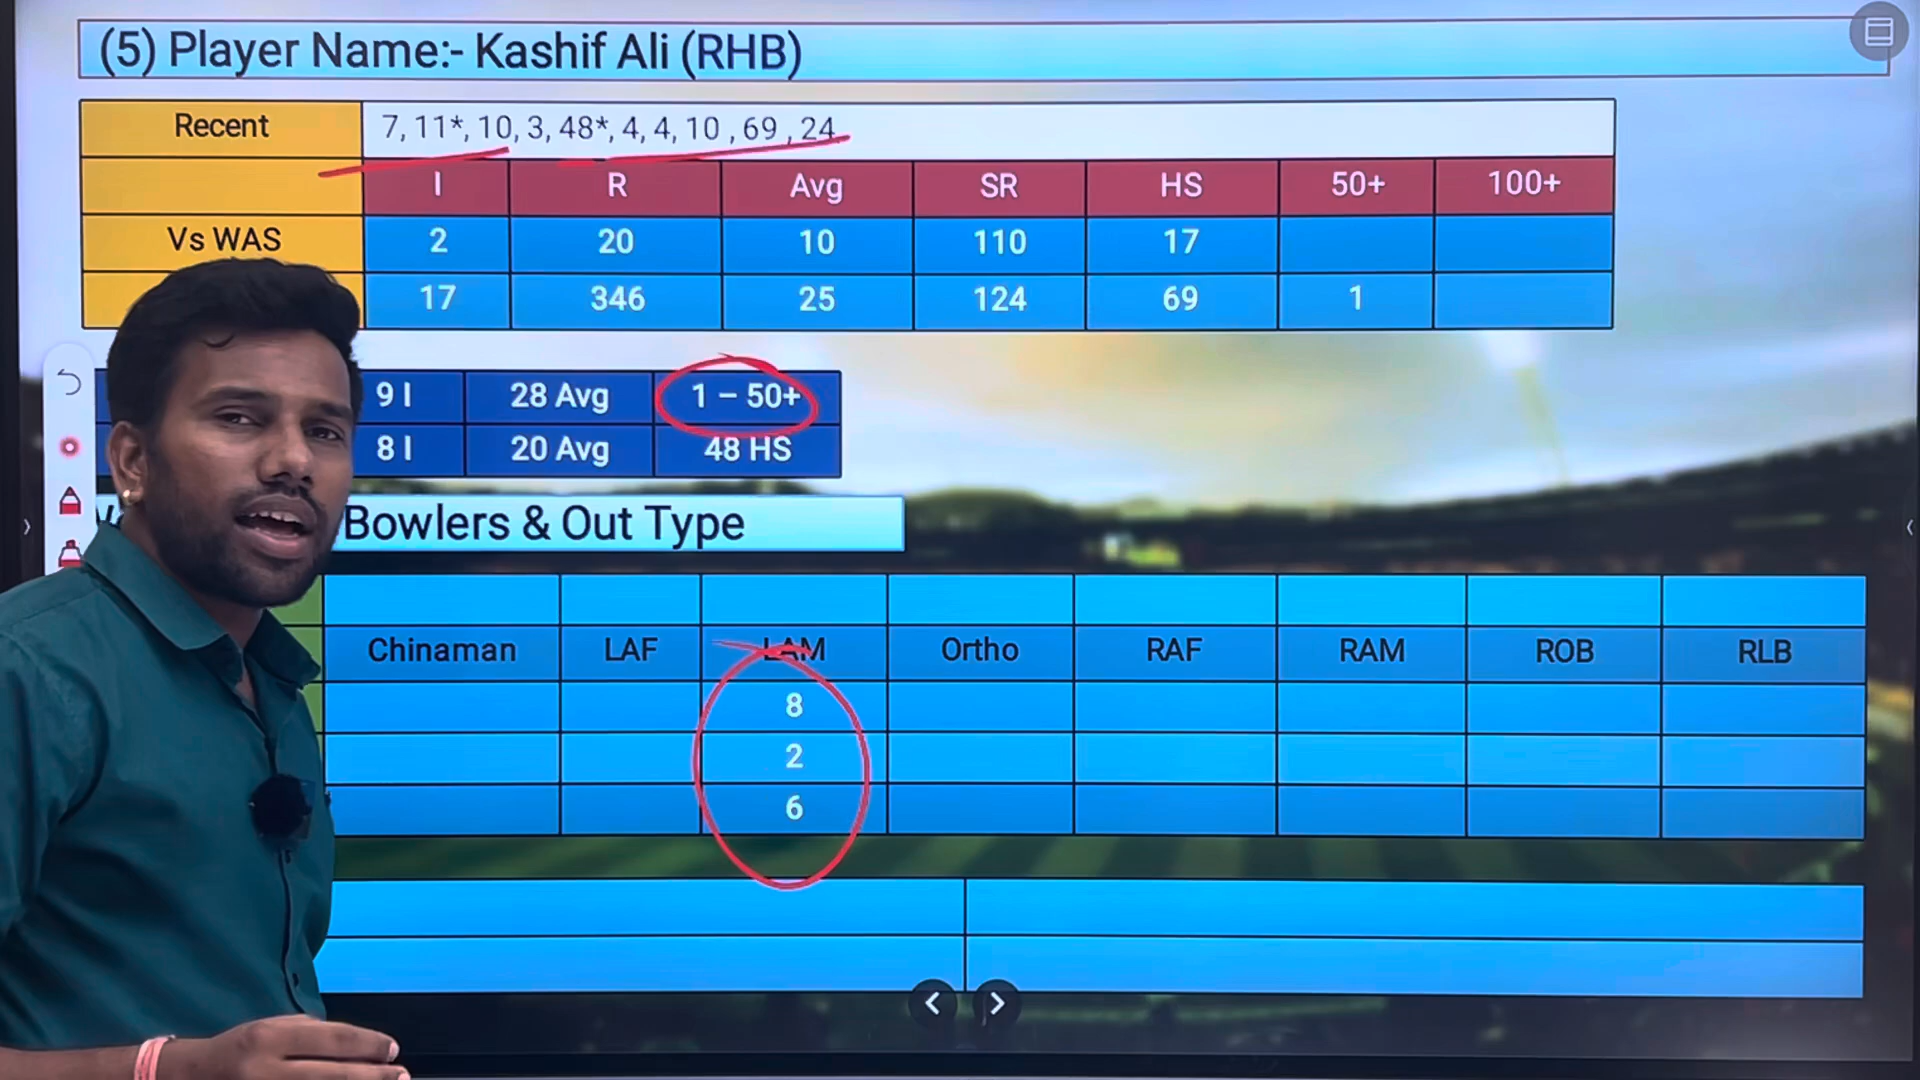 (5) Player Name:- Kashif Ali (RHB)
Recent 7, 11*, 10, 3, 48*, 4, 4, 10 , 69 , 24
I R Avg SR HS 50+ 100+
Vs WAS 2 20 10 110 17
17 346 25 124 69 1
9 I 28 Avg 1 – 50+
8 I 20 Avg 48 HS
Bowlers & Out Type
Chinaman LAF LAM Ortho RAF RAM ROB RLB
8
2
6